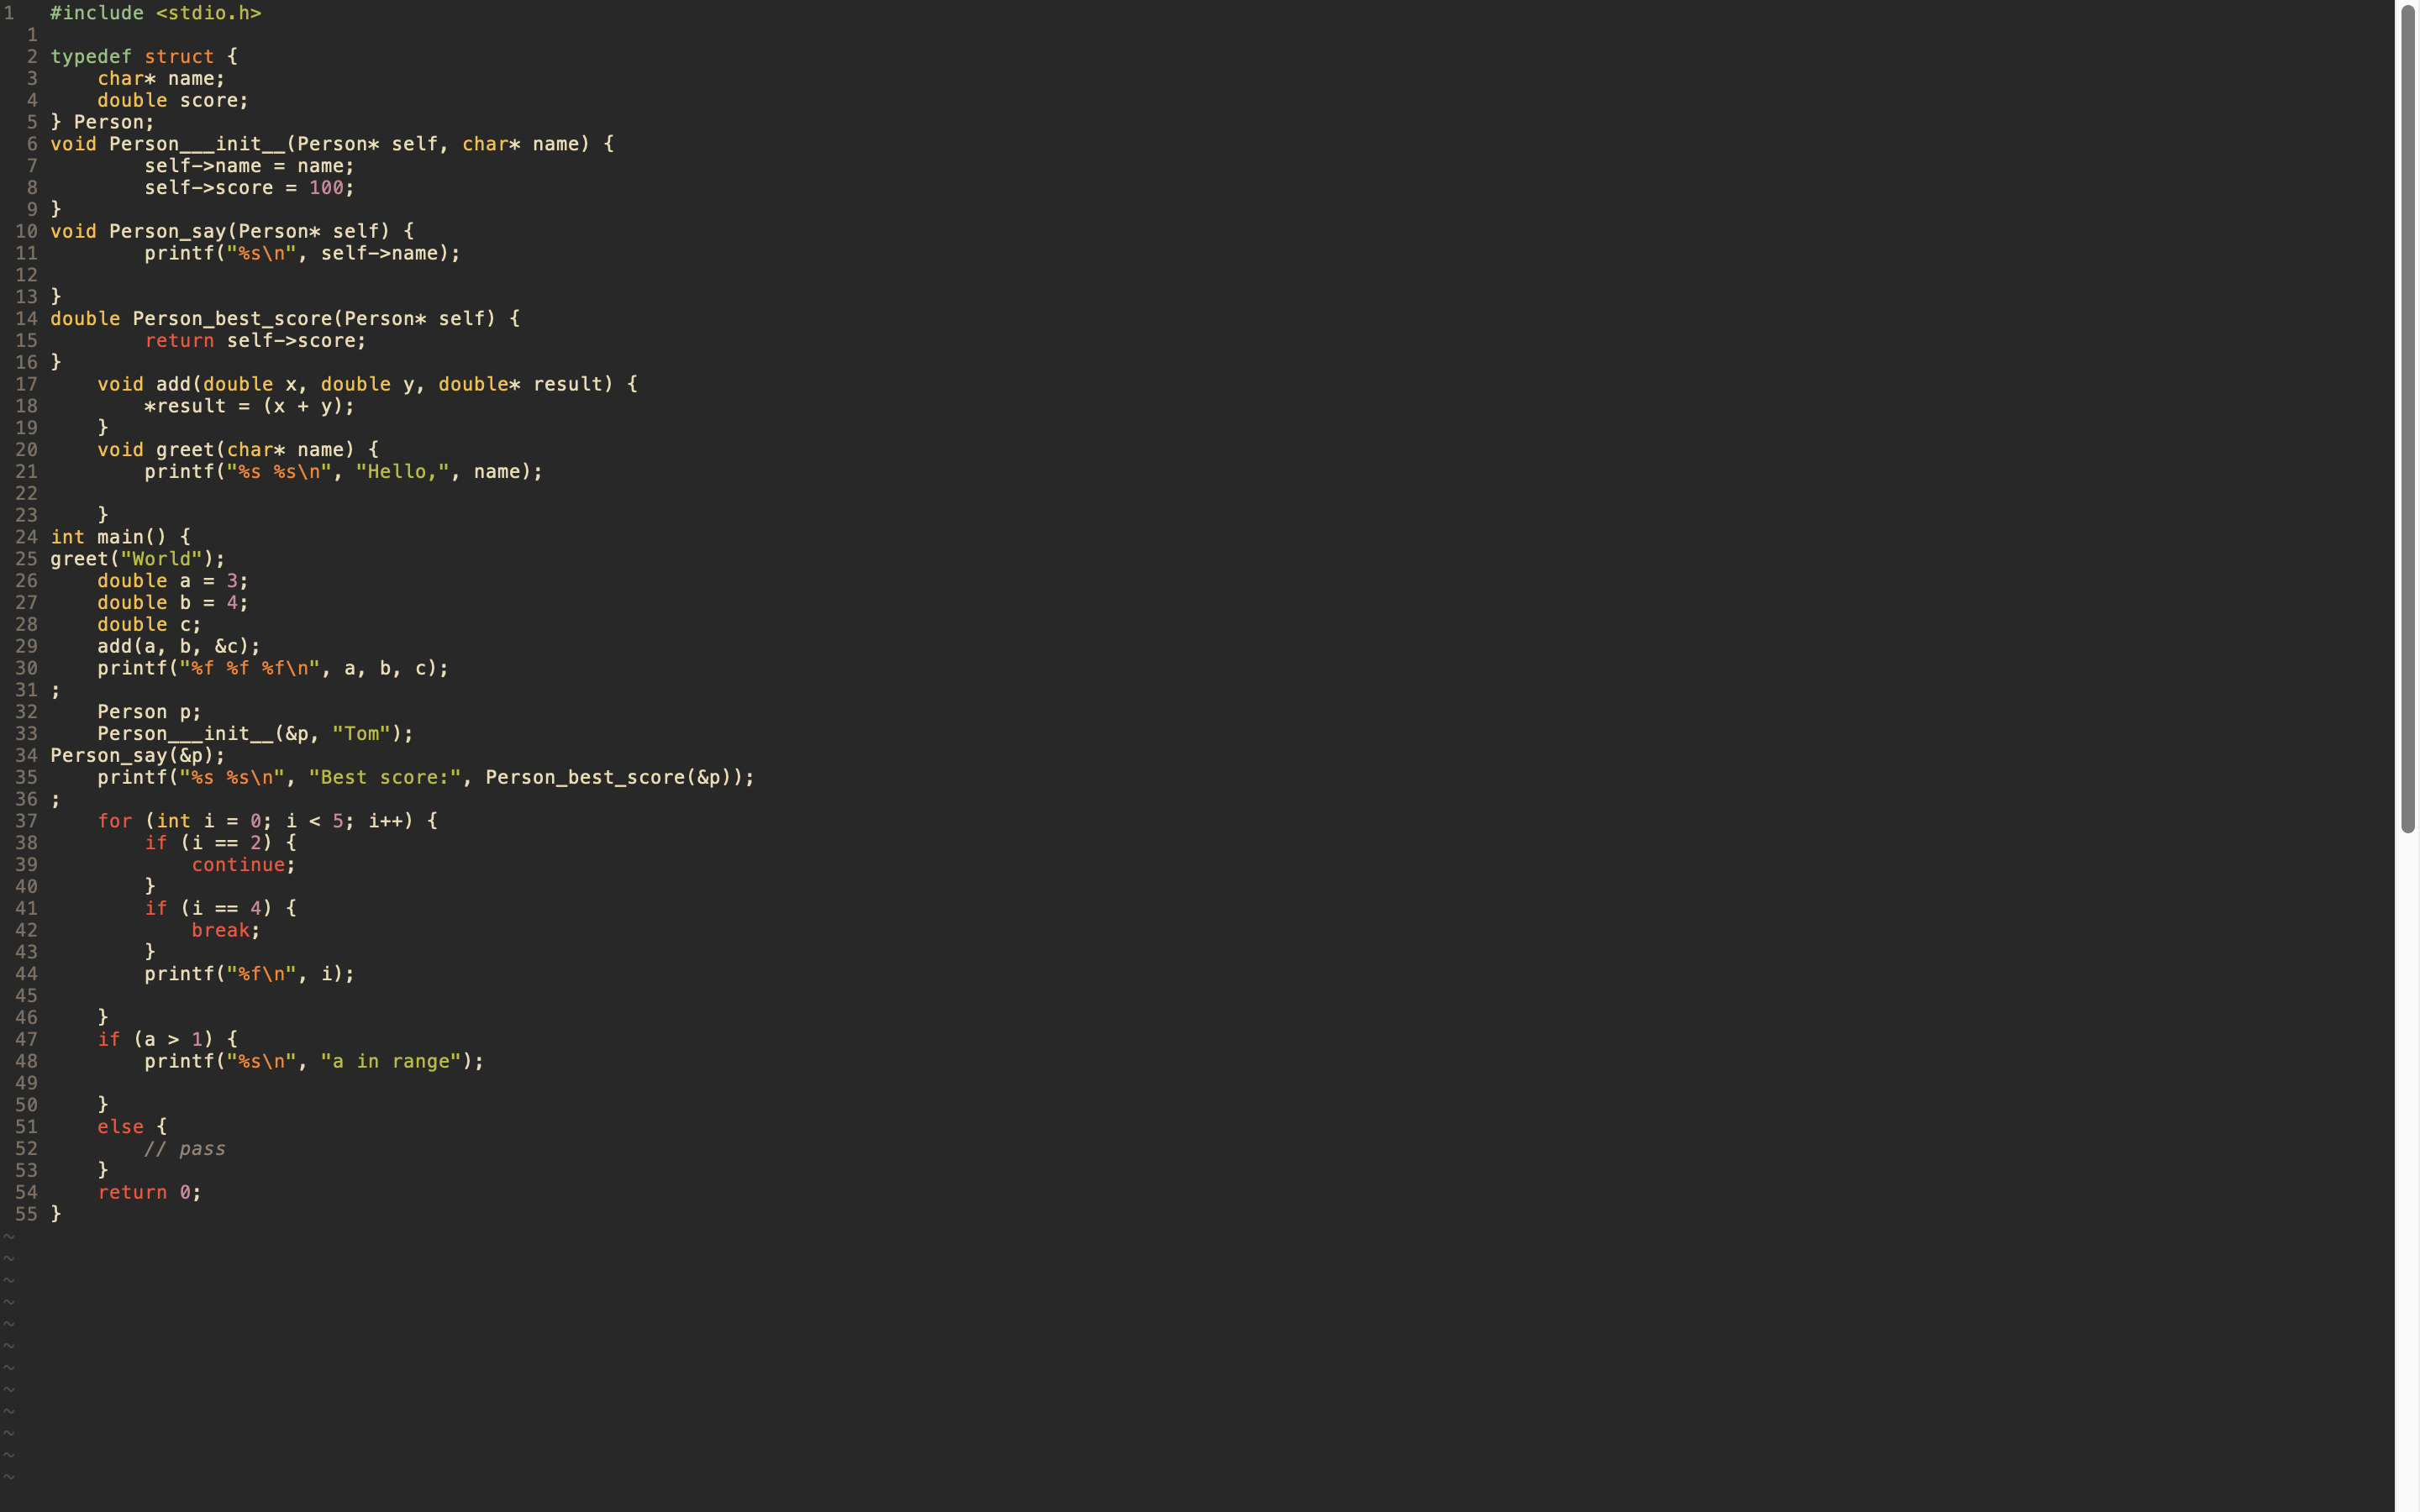 1   #include <stdio.h>
  1
  2 typedef struct {
  3     char* name;
  4     double score;
  5 } Person;
  6 void Person___init__(Person* self, char* name) {
  7         self->name = name;
  8         self->score = 100;
  9 }
 10 void Person_say(Person* self) {
 11         printf("%s\n", self->name);
 12
 13 }
 14 double Person_best_score(Person* self) {
 15         return self->score;
 16 }
 17     void add(double x, double y, double* result) {
 18         *result = (x + y);
 19     }
 20     void greet(char* name) {
 21         printf("%s %s\n", "Hello,", name);
 22
 23     }
 24 int main() {
 25 greet("World");
 26     double a = 3;
 27     double b = 4;
 28     double c;
 29     add(a, b, &c);
 30     printf("%f %f %f\n", a, b, c);
 31 ;
 32     Person p;
 33     Person___init__(&p, "Tom");
 34 Person_say(&p);
 35     printf("%s %s\n", "Best score:", Person_best_score(&p));
 36 ;
 37     for (int i = 0; i < 5; i++) {
 38         if (i == 2) {
 39             continue;
 40         }
 41         if (i == 4) {
 42             break;
 43         }
 44         printf("%f\n", i);
 45
 46     }
 47     if (a > 1) {
 48         printf("%s\n", "a in range");
 49
 50     }
 51     else {
 52         // pass
 53     }
 54     return 0;
 55 }
~
~
~
~
~
~
~
~
~
~
~
~